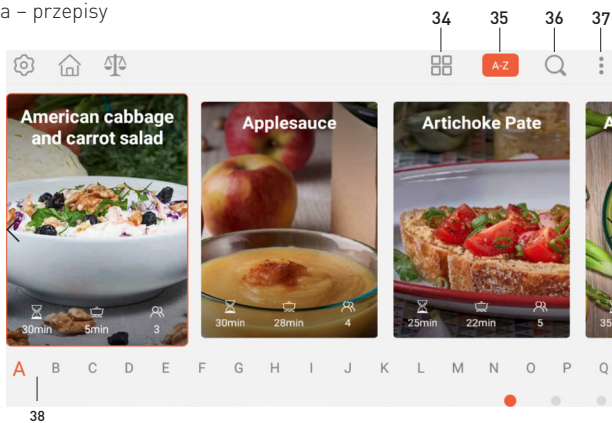 a – przepisy
34 35 36 37
A-Z
American cabbage
and carrot salad
Applesauce
Artichoke Pate
A
30min 5min 3
30min 28min 4
25min 22min 5
35
A B C D E F G H I J K L M N O P Q
38